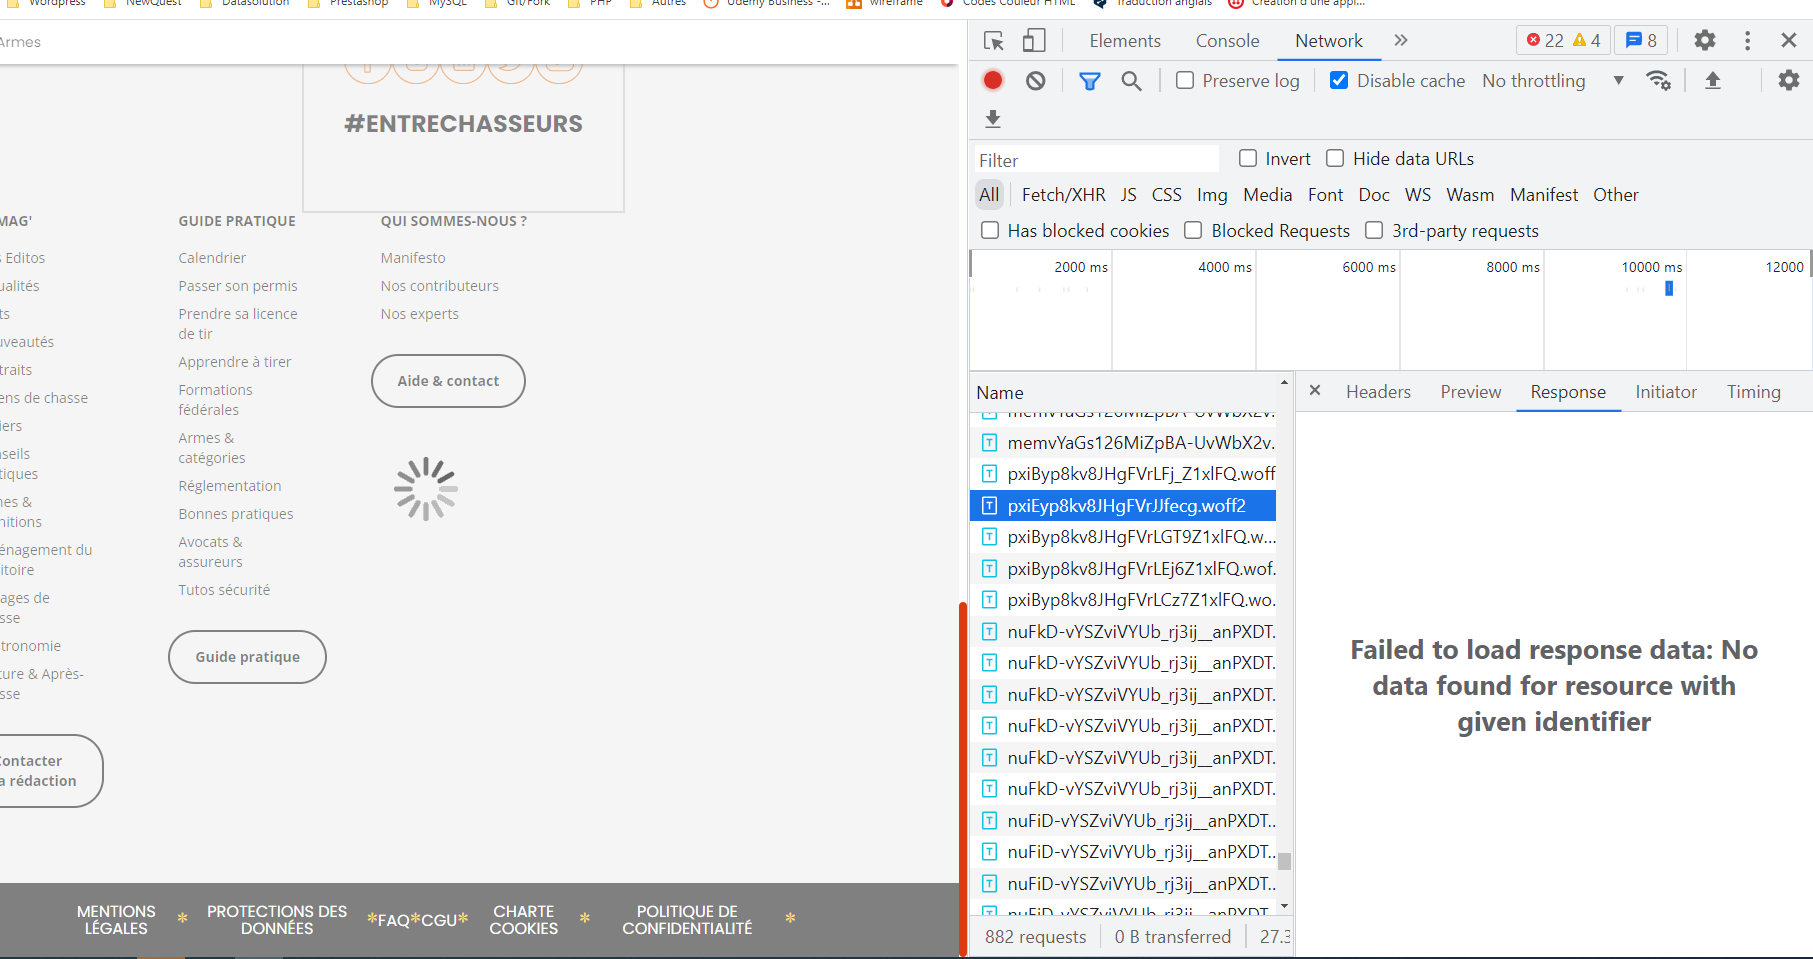 Wordpress NewQuest Datasolution Prestashop MySQL Git/Fork PHP Autres Udemy Business -... wireframe Codes Couleur HTML Traduction anglais Création d'une appl...
Armes
#ENTRECHASSEURS
MAG'
s Editos
ualités
ts
uveautés
traits
ens de chasse
iers
nseils
tiques
nes &
nitions
énagement du
itoire
ages de
sse
tronomie
ture & Après-
sse
Contacter
a rédaction
GUIDE PRATIQUE
Calendrier
Passer son permis
Prendre sa licence
de tir
Apprendre à tirer
Formations
fédérales
Armes &
catégories
Réglementation
Bonnes pratiques
Avocats &
assureurs
Tutos sécurité
Guide pratique
QUI SOMMES-NOUS ?
Manifesto
Nos contributeurs
Nos experts
Aide & contact
MENTIONS
LÉGALES
*
PROTECTIONS DES
DONNÉES
*FAQ*CGU*
CHARTE
COOKIES
*
POLITIQUE DE
CONFIDENTIALITÉ
*
Elements Console Network 22 4 8
Preserve log Disable cache No throttling
Filter Invert Hide data URLs
All Fetch/XHR JS CSS Img Media Font Doc WS Wasm Manifest Other
Has blocked cookies Blocked Requests 3rd-party requests
2000 ms 4000 ms 6000 ms 8000 ms 10000 ms 12000
Name
memvYaGs126MiZpBA-UvWbX2v.
memvYaGs126MiZpBA-UvWbX2v.
pxiByp8kv8JHgFVrLFj_Z1xlFQ.woff
pxiEyp8kv8JHgFVrJJfecg.woff2
pxiByp8kv8JHgFVrLGT9Z1xlFQ.w...
pxiByp8kv8JHgFVrLEj6Z1xlFQ.wof.
pxiByp8kv8JHgFVrLCz7Z1xlFQ.wo.
nuFkD-vYSZviVYUb_rj3ij__anPXDT.
nuFkD-vYSZviVYUb_rj3ij__anPXDT.
nuFkD-vYSZviVYUb_rj3ij__anPXDT.
nuFkD-vYSZviVYUb_rj3ij__anPXDT.
nuFkD-vYSZviVYUb_rj3ij__anPXDT.
nuFkD-vYSZviVYUb_rj3ij__anPXDT.
nuFiD-vYSZviVYUb_rj3ij__anPXDT..
nuFiD-vYSZviVYUb_rj3ij__anPXDT..
nuFiD-vYSZviVYUb_rj3ij__anPXDT..
nuFiD-vYSZviVYUb_rj3ij__anPXDT..
882 requests 0 B transferred 27.3
Headers Preview Response Initiator Timing
Failed to load response data: No
data found for resource with
given identifier